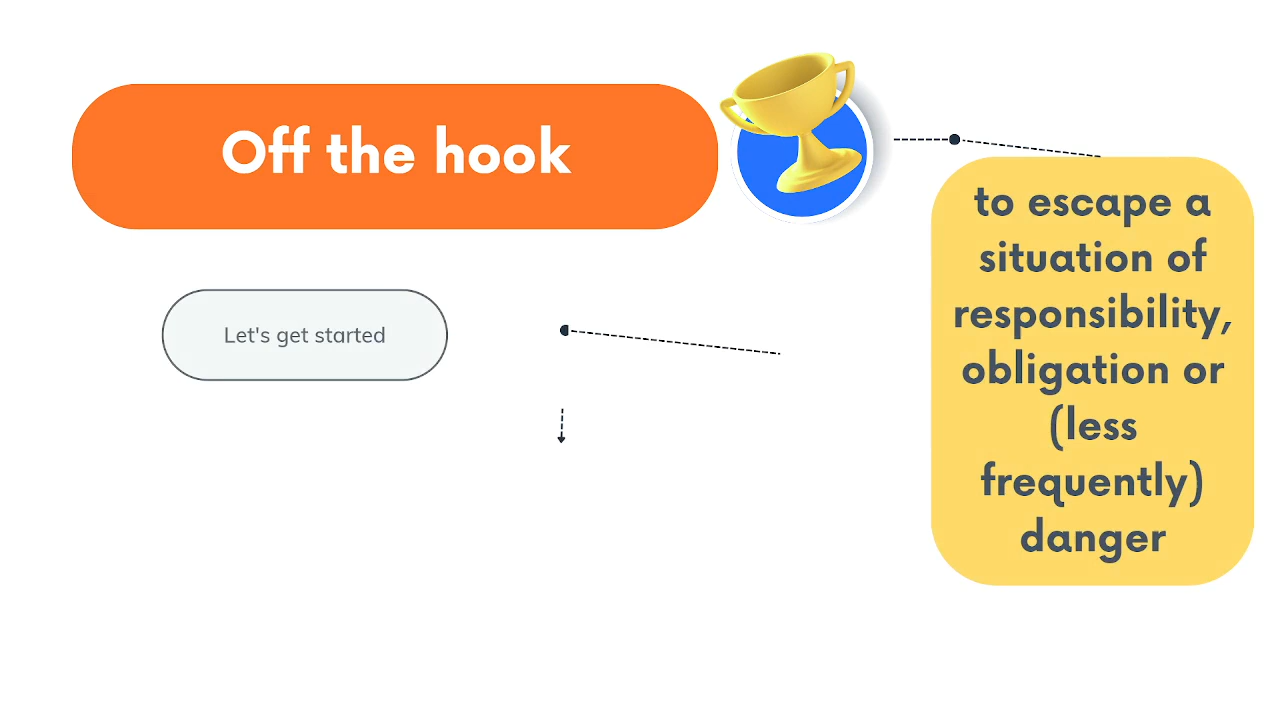 Off the hook
to escape a
situation of
responsibility,
obligation or
(less
frequently)
danger
Let's get started